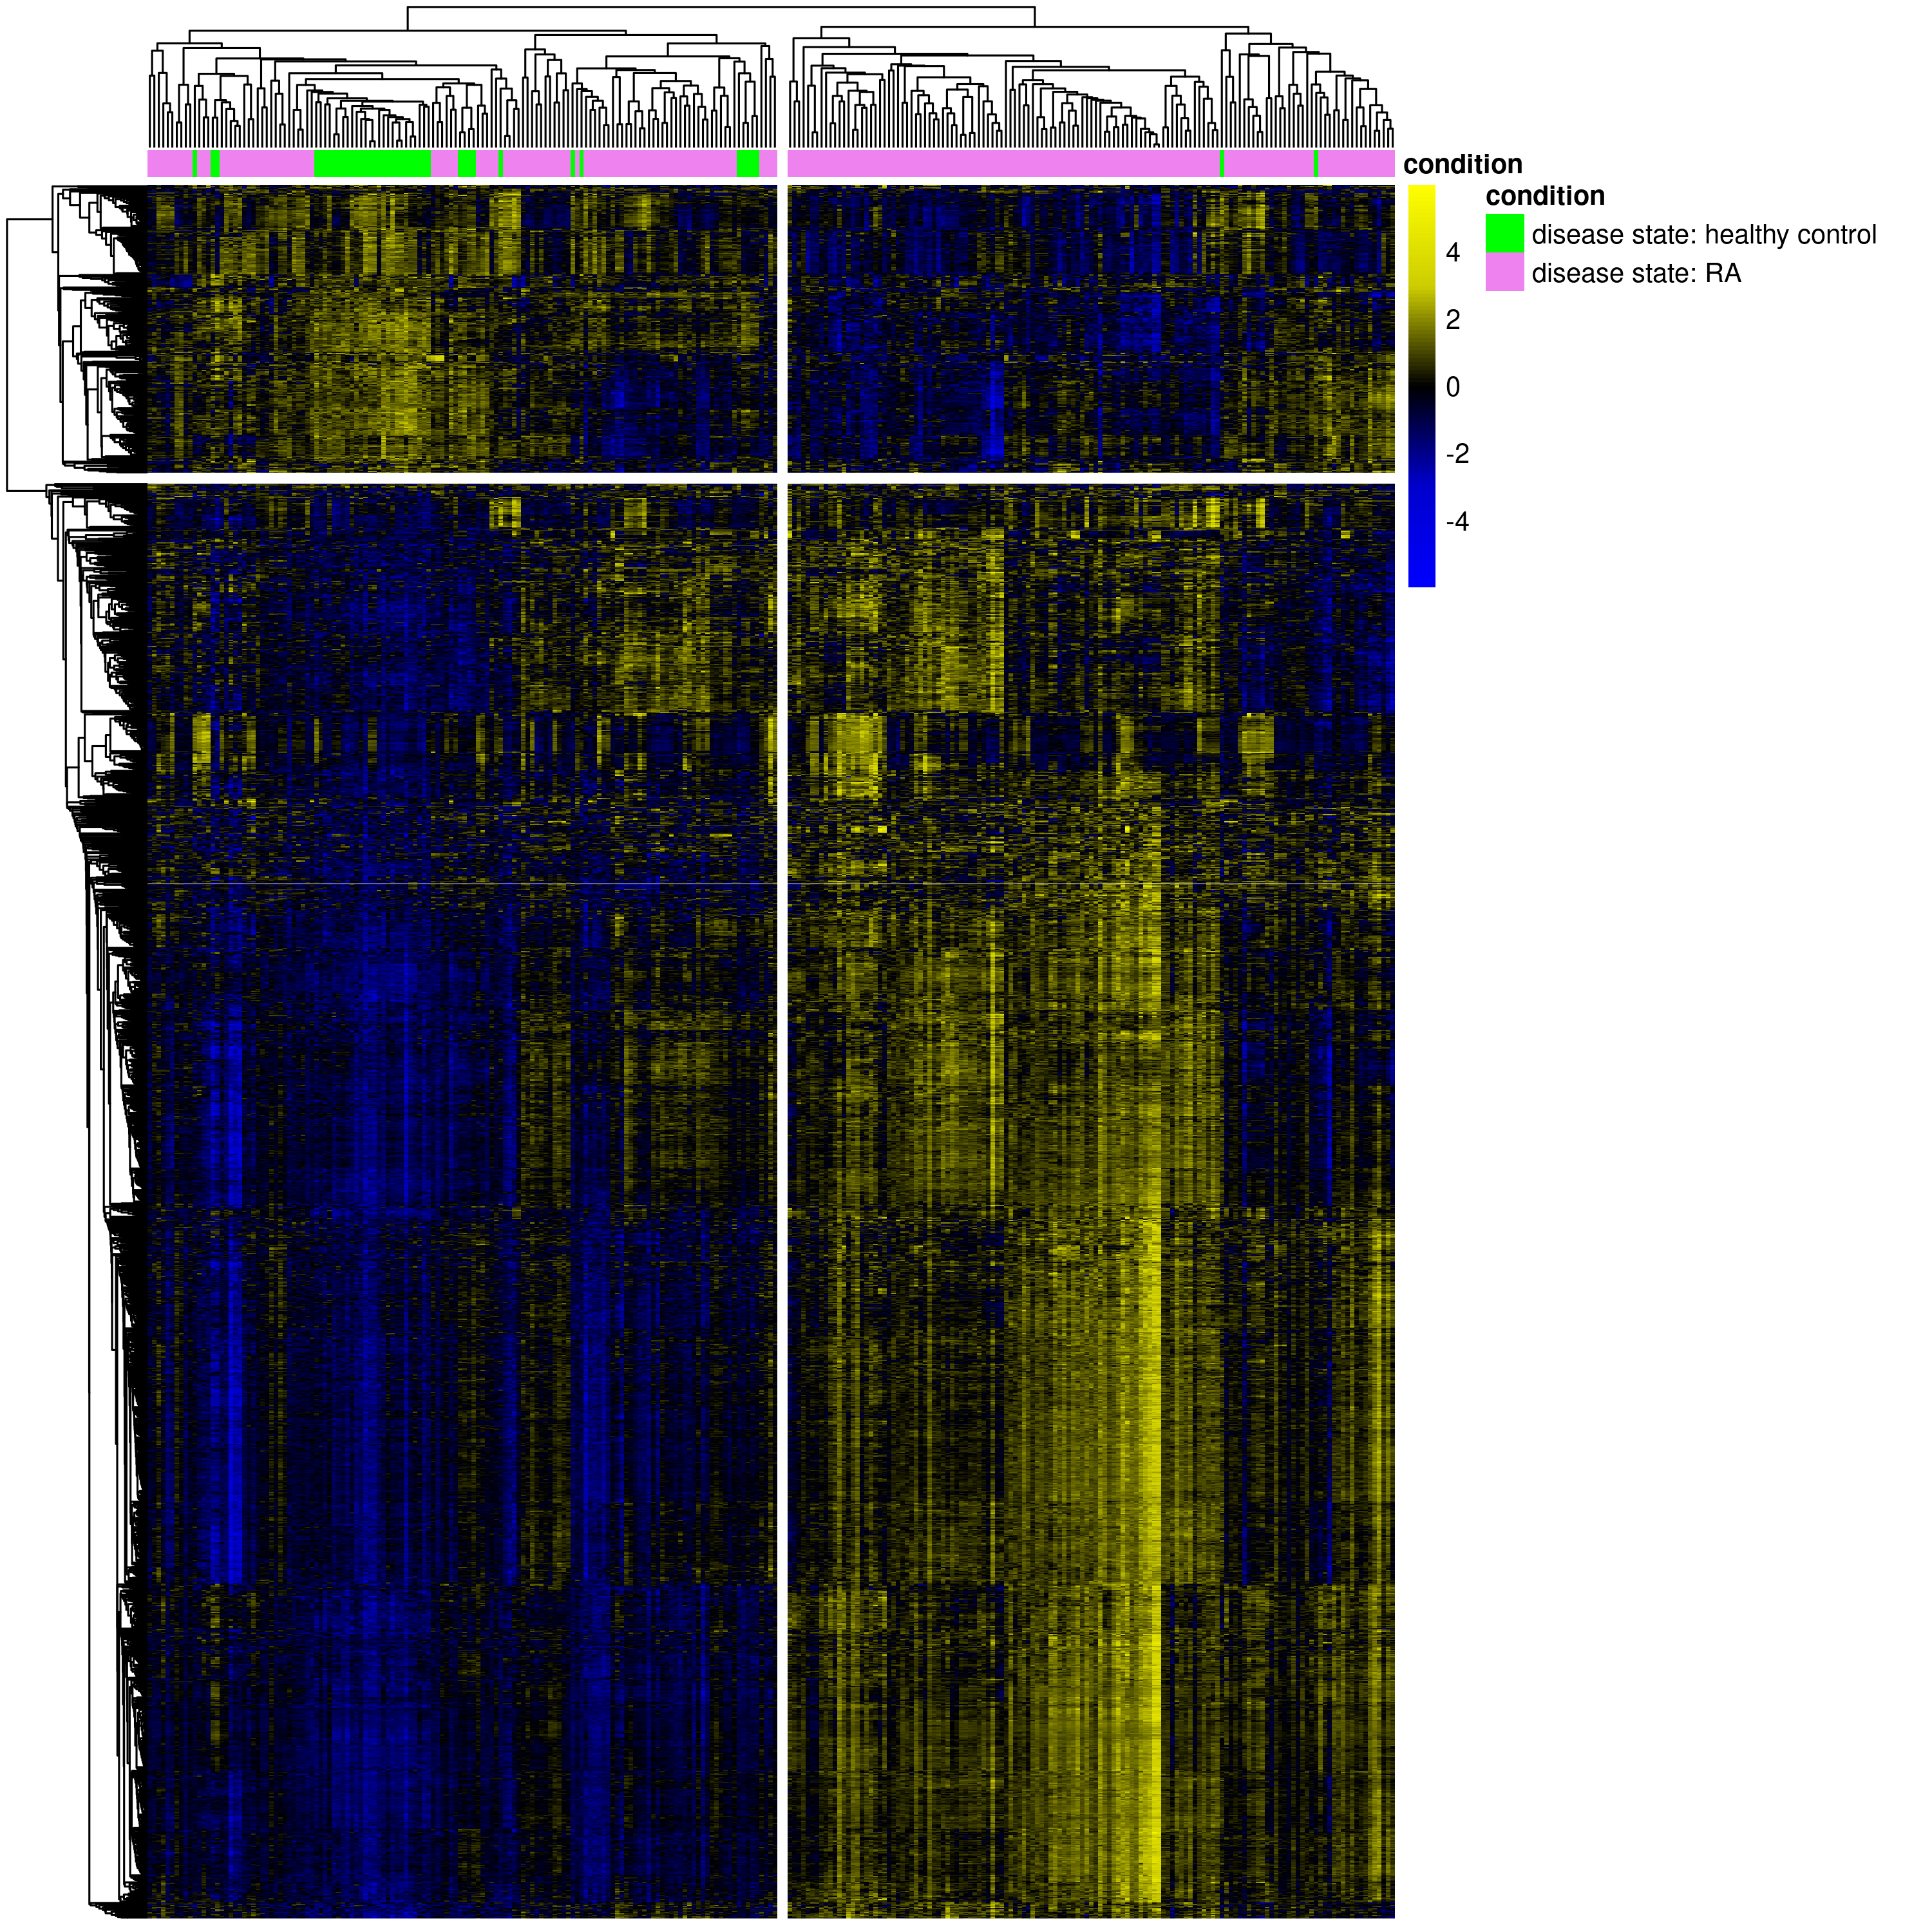 condition
condition
disease state: healthy control
disease state: RA
4
2
0
-2
-4